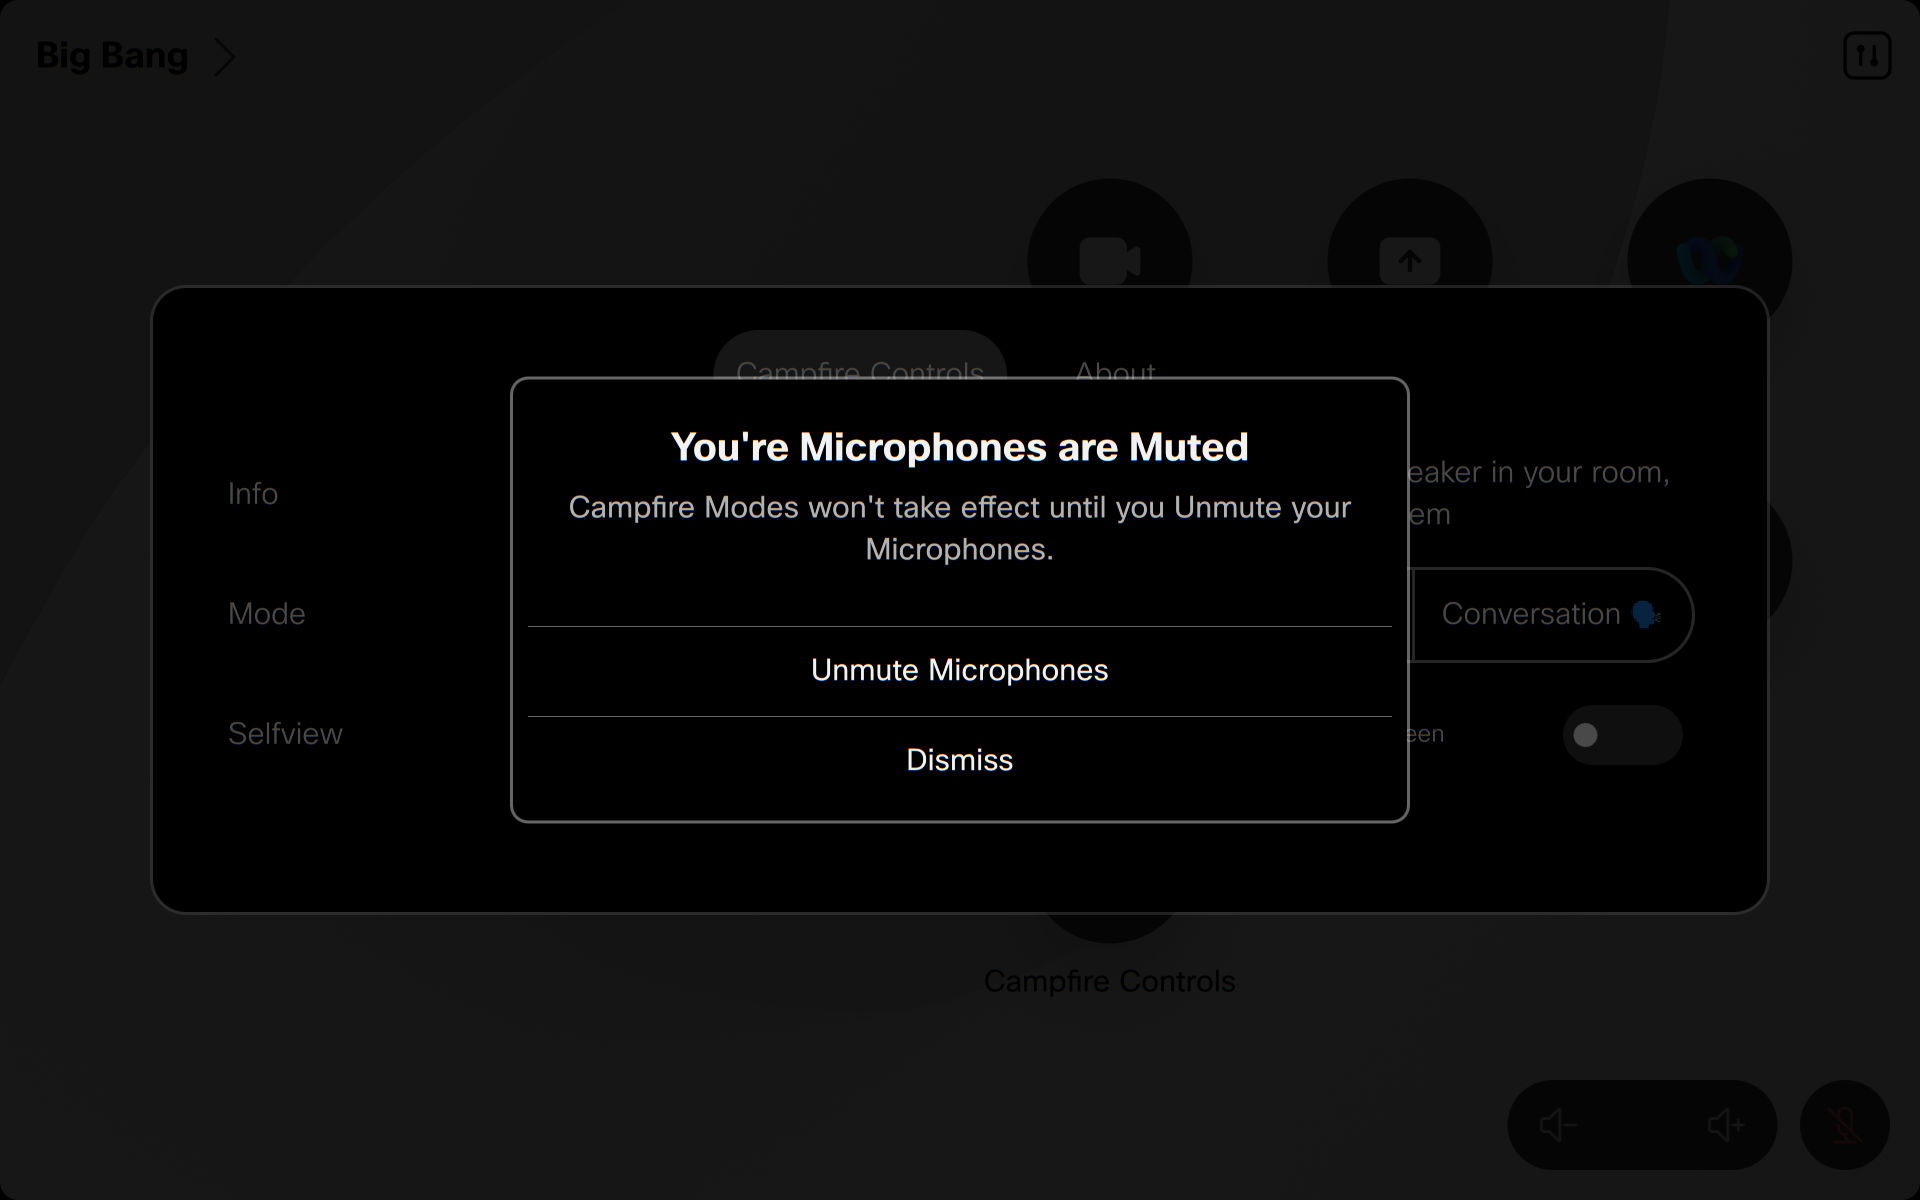 Big Bang
Campfire Controls
About
You're Microphones are Muted
Campfire Modes won't take effect until you Unmute your
Microphones.
Unmute Microphones
Dismiss
Info
eaker in your room,
em
Mode
Conversation
Selfview
een
Campfire Controls